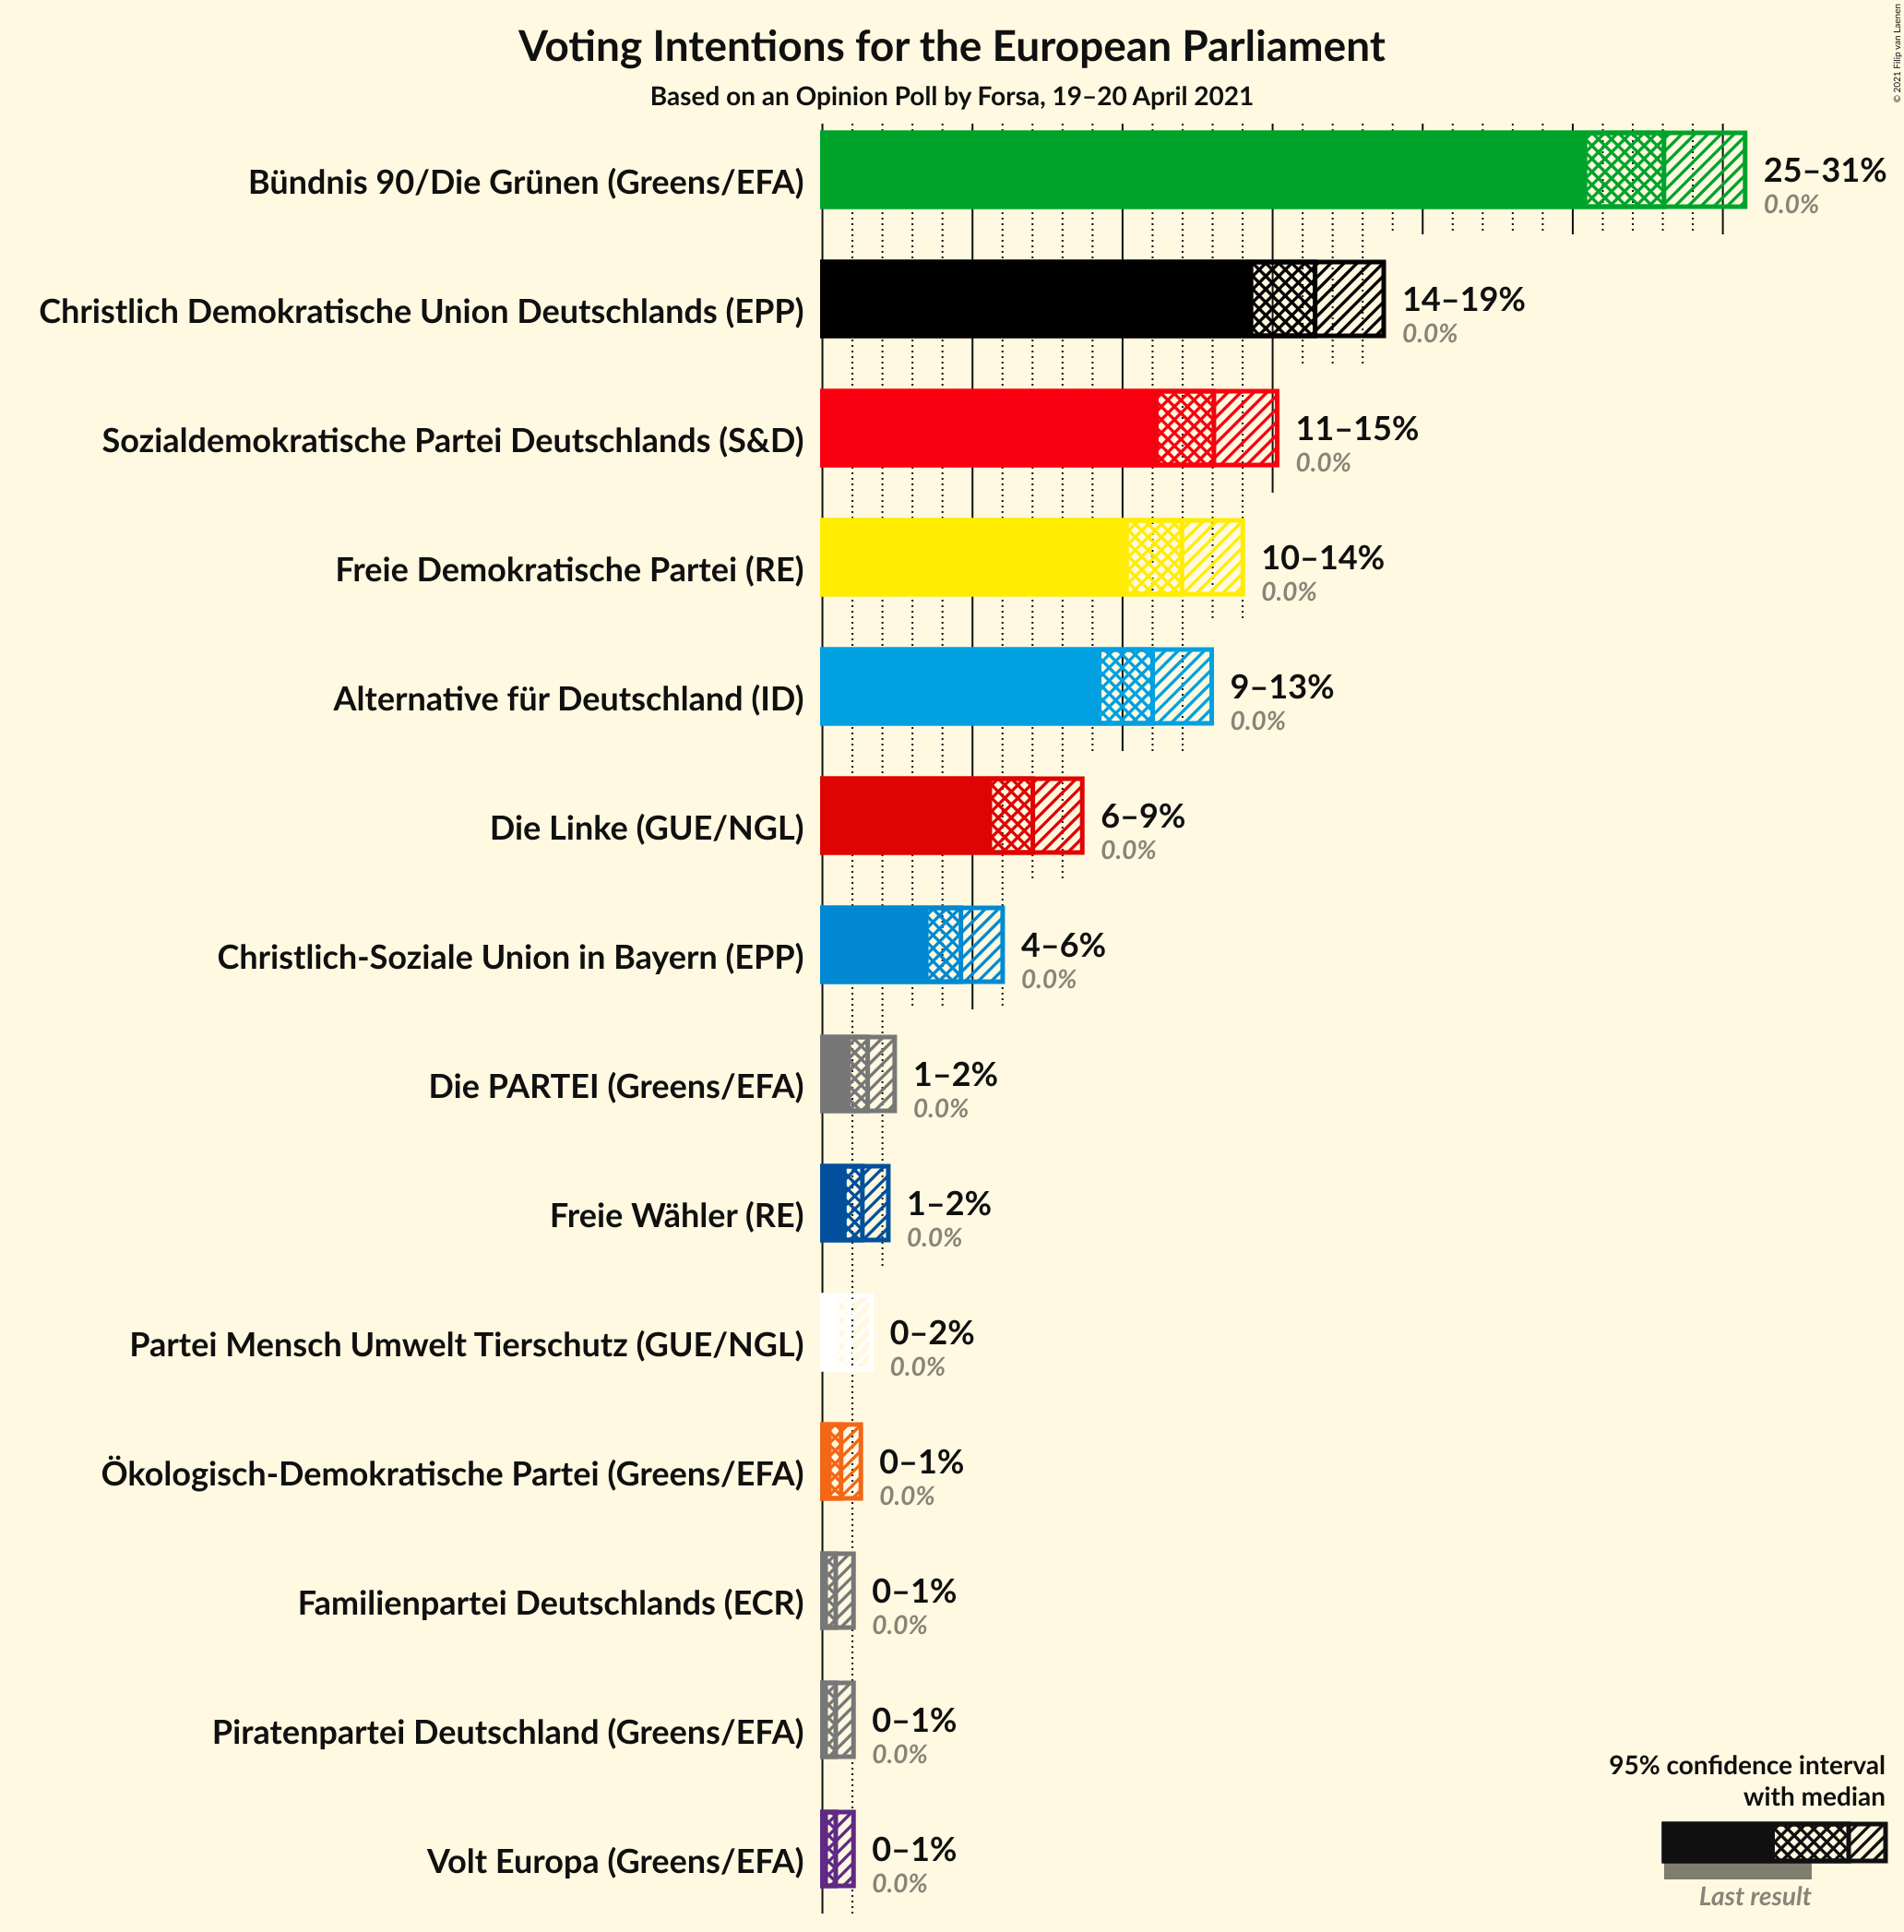 Voting Intentions for the European Parliament
Based on an Opinion Poll by Forsa, 19–20 April 2021
© 2021 Filip van Laenen
Bündnis 90/Die Grünen (Greens/EFA)
25–31%
0.0%
Christlich Demokratische Union Deutschlands (EPP)
14–19%
0.0%
Sozialdemokratische Partei Deutschlands (S&D)
11–15%
0.0%
Freie Demokratische Partei (RE)
10–14%
0.0%
Alternative für Deutschland (ID)
9–13%
0.0%
Die Linke (GUE/NGL)
6–9%
0.0%
Christlich-Soziale Union in Bayern (EPP)
4–6%
0.0%
Die PARTEI (Greens/EFA)
1–2%
0.0%
Freie Wähler (RE)
1–2%
0.0%
Partei Mensch Umwelt Tierschutz (GUE/NGL)
0–2%
0.0%
Ökologisch-Demokratische Partei (Greens/EFA)
0–1%
0.0%
Familienpartei Deutschlands (ECR)
0–1%
0.0%
Piratenpartei Deutschland (Greens/EFA)
0–1%
0.0%
Volt Europa (Greens/EFA)
0–1%
0.0%
95% confidence interval
with median
Last result